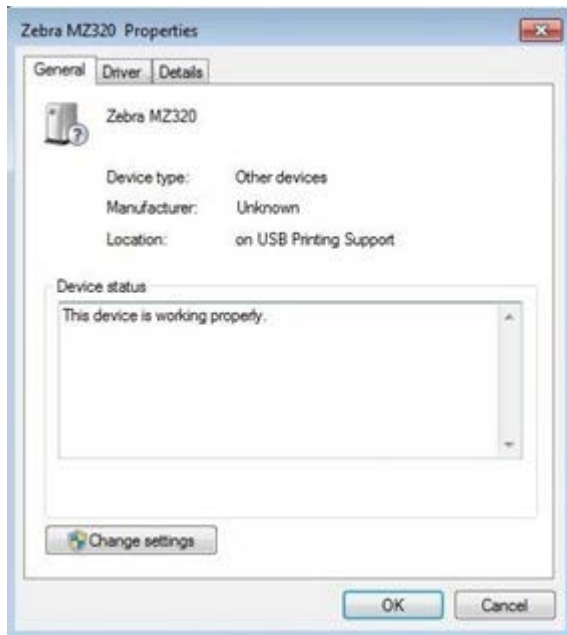 Zebra MZ320 Properties
General Driver Details
Zebra MZ320
Device type: Other devices
Manufacturer: Unknown
Location: on USB Printing Support
Device status
This device is working properly.
Change settings
OK Cancel